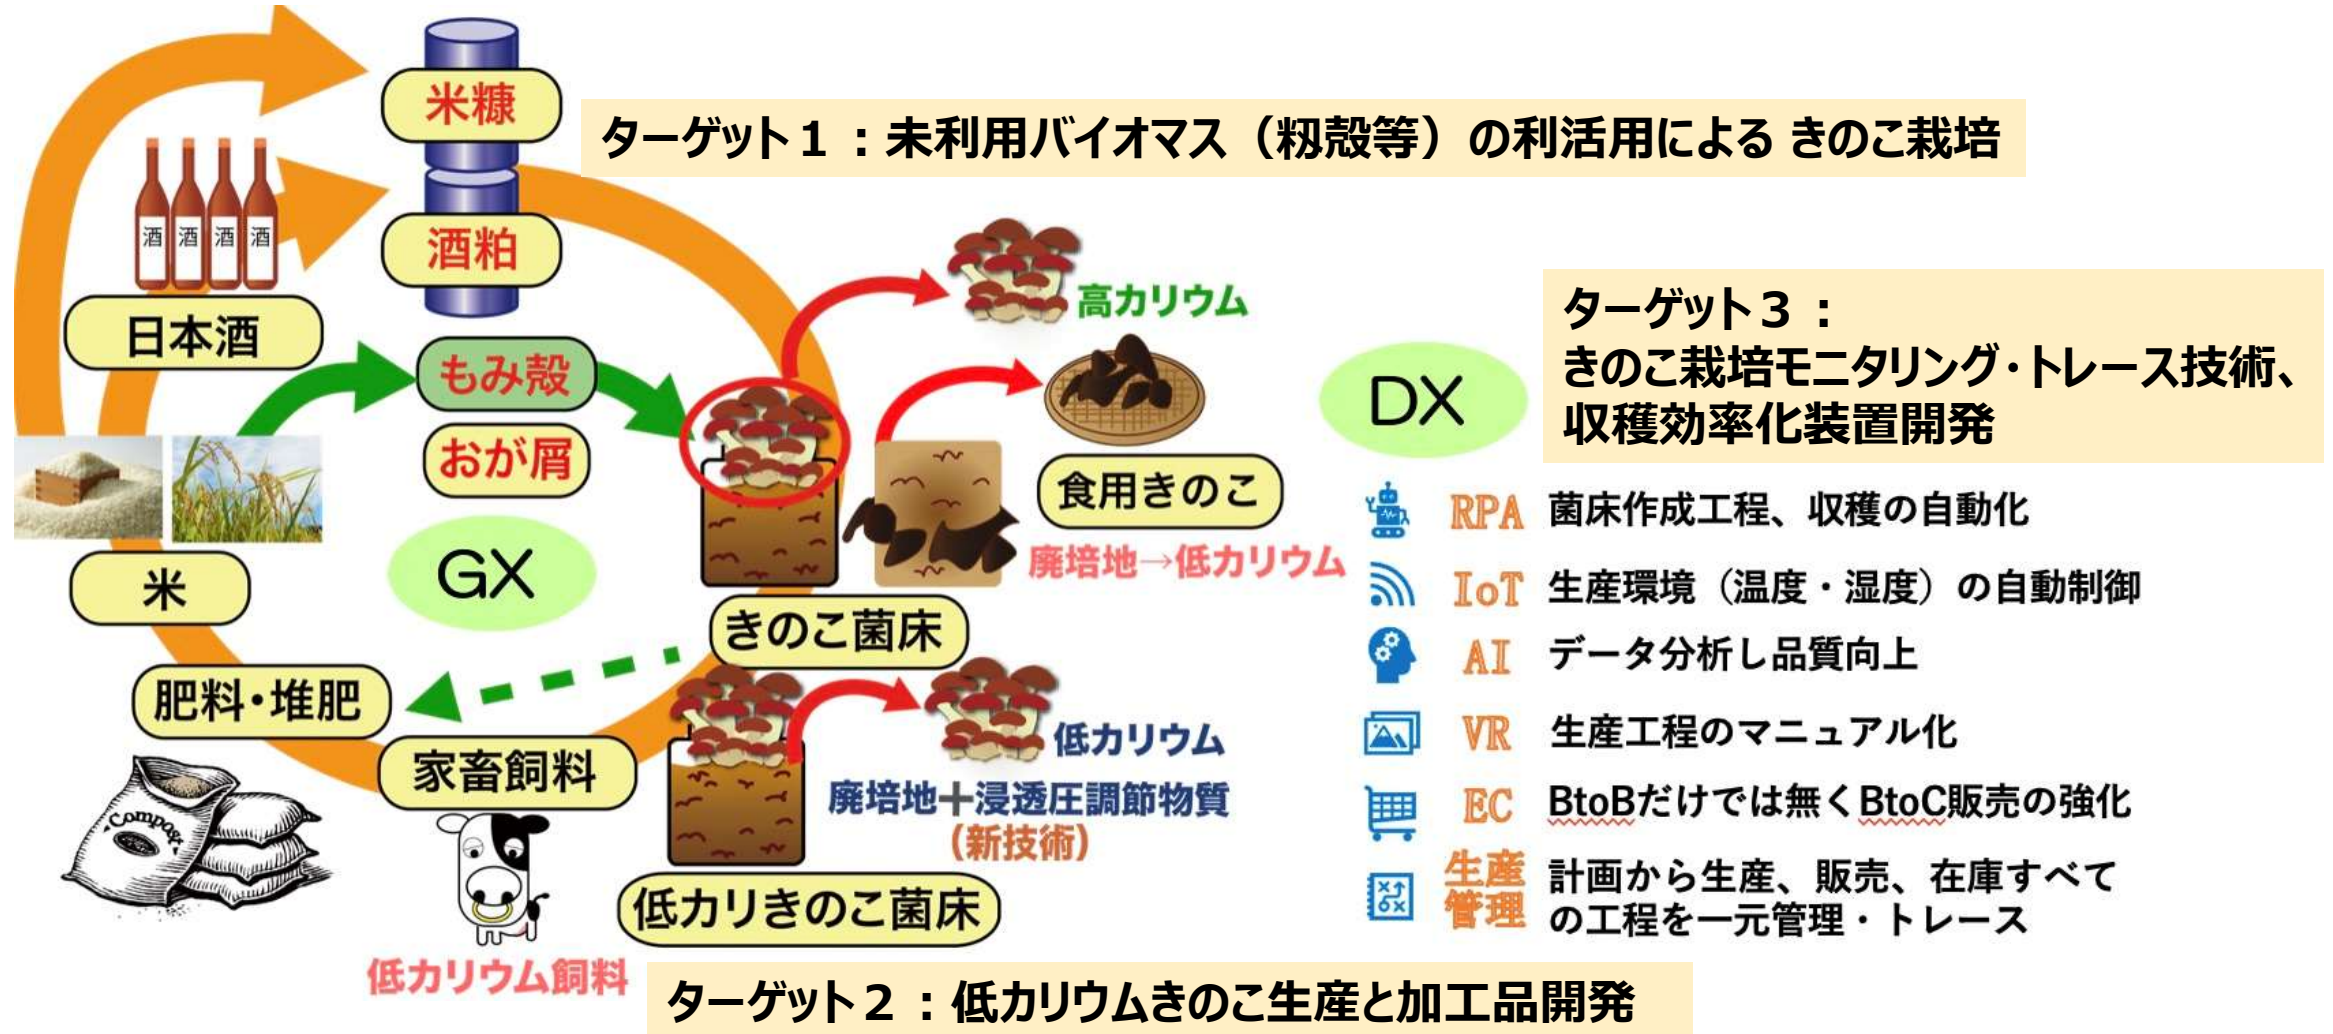 米糠
ターゲット１：未利用バイオマス（籾殻等）の利活用による きのこ栽培
酒 酒 酒 酒
酒粕
日本酒
高カリウム
もみ殻
おが屑
食用きのこ
廃培地→低カリウム
米
GX
きのこ菌床
肥料・堆肥
家畜飼料
低カリウム
廃培地＋浸透圧調節物質
（新技術）
Compost
低カリきのこ菌床
低カリウム飼料
ターゲット２：低カリウムきのこ生産と加工品開発
DX
ターゲット３：
きのこ栽培モニタリング・トレース技術、
収穫効率化装置開発
RPA 菌床作成工程、収穫の自動化
IoT 生産環境（温度・湿度）の自動制御
AI データ分析し品質向上
VR 生産工程のマニュアル化
EC BtoBだけでは無くBtoC販売の強化
生産
管理
計画から生産、販売、在庫すべて
の工程を一元管理・トレース